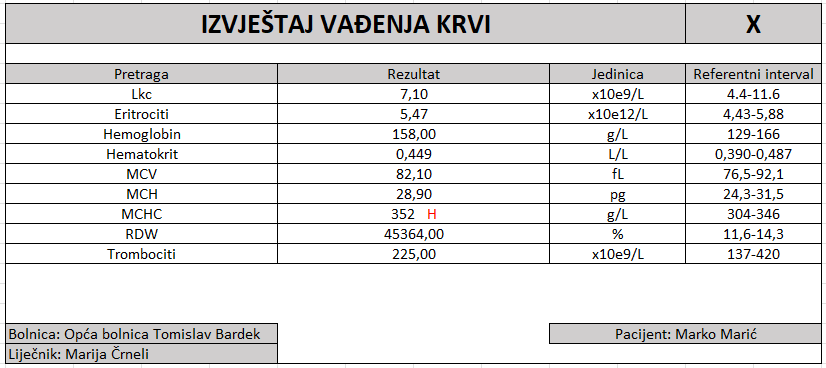 IZVJEŠTAJ VAĐENJA KRVI X
Pretraga Rezultat Jedinica Referentni interval
Lkc 7,10 x10e9/L 4.4-11.6
Eritrociti 5,47 x10e12/L 4,43-5,88
Hemoglobin 158,00 g/L 129-166
Hematokrit 0,449 L/L 0,390-0,487
MCV 82,10 fL 76,5-92,1
MCH 28,90 pg 24,3-31,5
MCHC 352 H g/L 304-346
RDW 45364,00 % 11,6-14,3
Trombociti 225,00 x10e9/L 137-420
Bolnica: Opća bolnica Tomislav Bardek Pacijent: Marko Marić
Liječnik: Marija Črneli